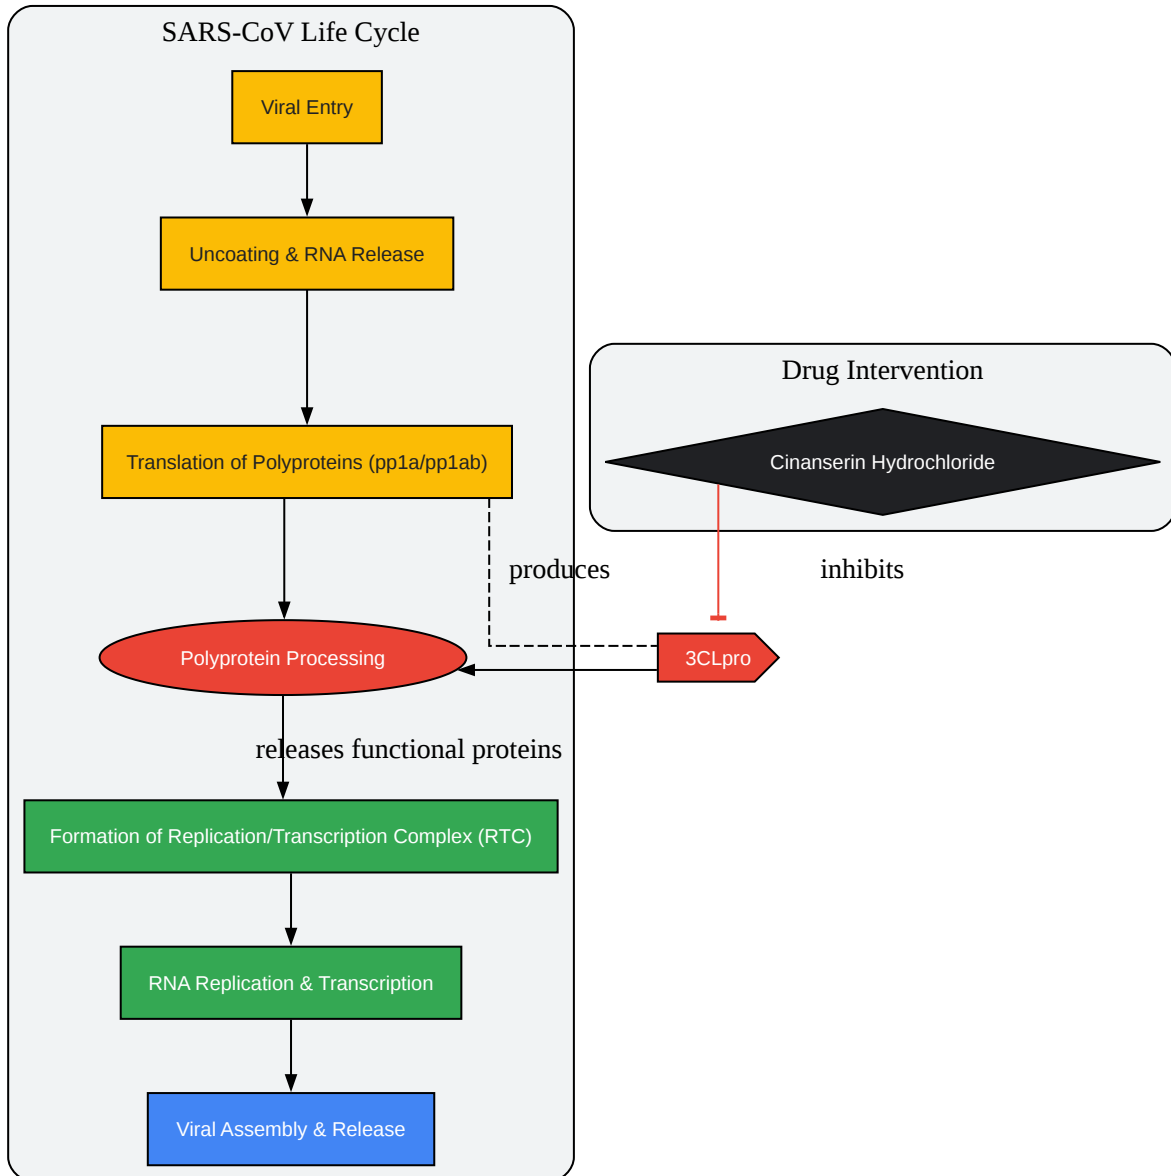 SARS-CoV Life Cycle
Viral Entry
Uncoating & RNA Release
Drug Intervention
Translation of Polyproteins (pp1a/pp1ab)
Cinanserin Hydrochloride
produces
inhibits
Polyprotein Processing
3CLpro
releases functional proteins
Formation of Replication/Transcription Complex (RTC)
RNA Replication & Transcription
Viral Assembly & Release